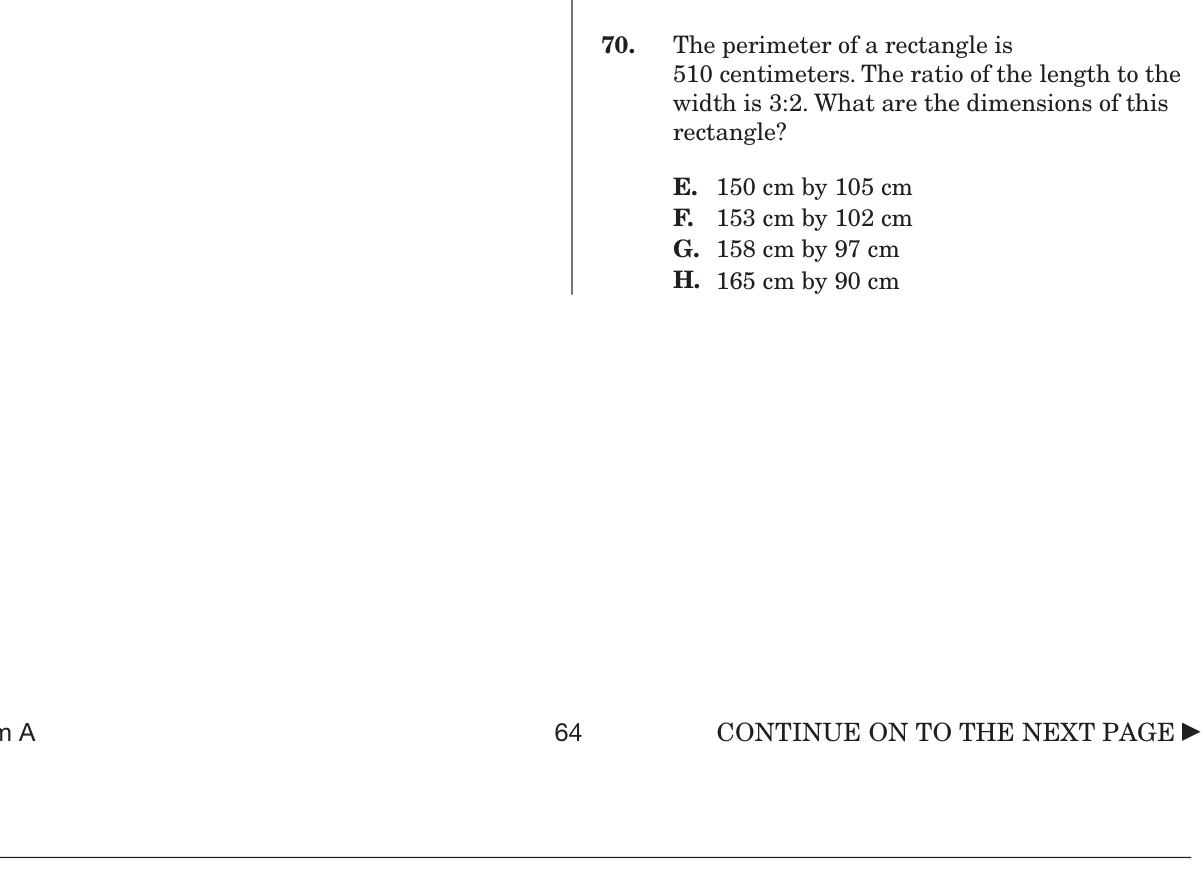 70. The perimeter of a rectangle is
510 centimeters. The ratio of the length to the
width is 3:2. What are the dimensions of this
rectangle?
E. 150 cm by 105 cm
F. 153 cm by 102 cm
G. 158 cm by 97 cm
H. 165 cm by 90 cm
m A 64 CONTINUE ON TO THE NEXT PAGE ►